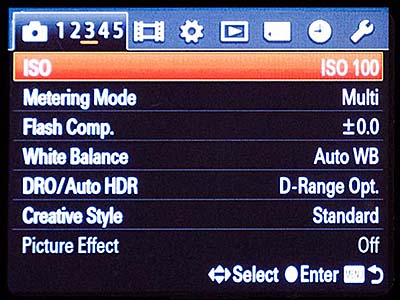 12345
ISO ISO 100
Metering Mode Multi
Flash Comp. ±0.0
White Balance Auto WB
DRO/Auto HDR D-Range Opt.
Creative Style Standard
Picture Effect Off
Select Enter MENU